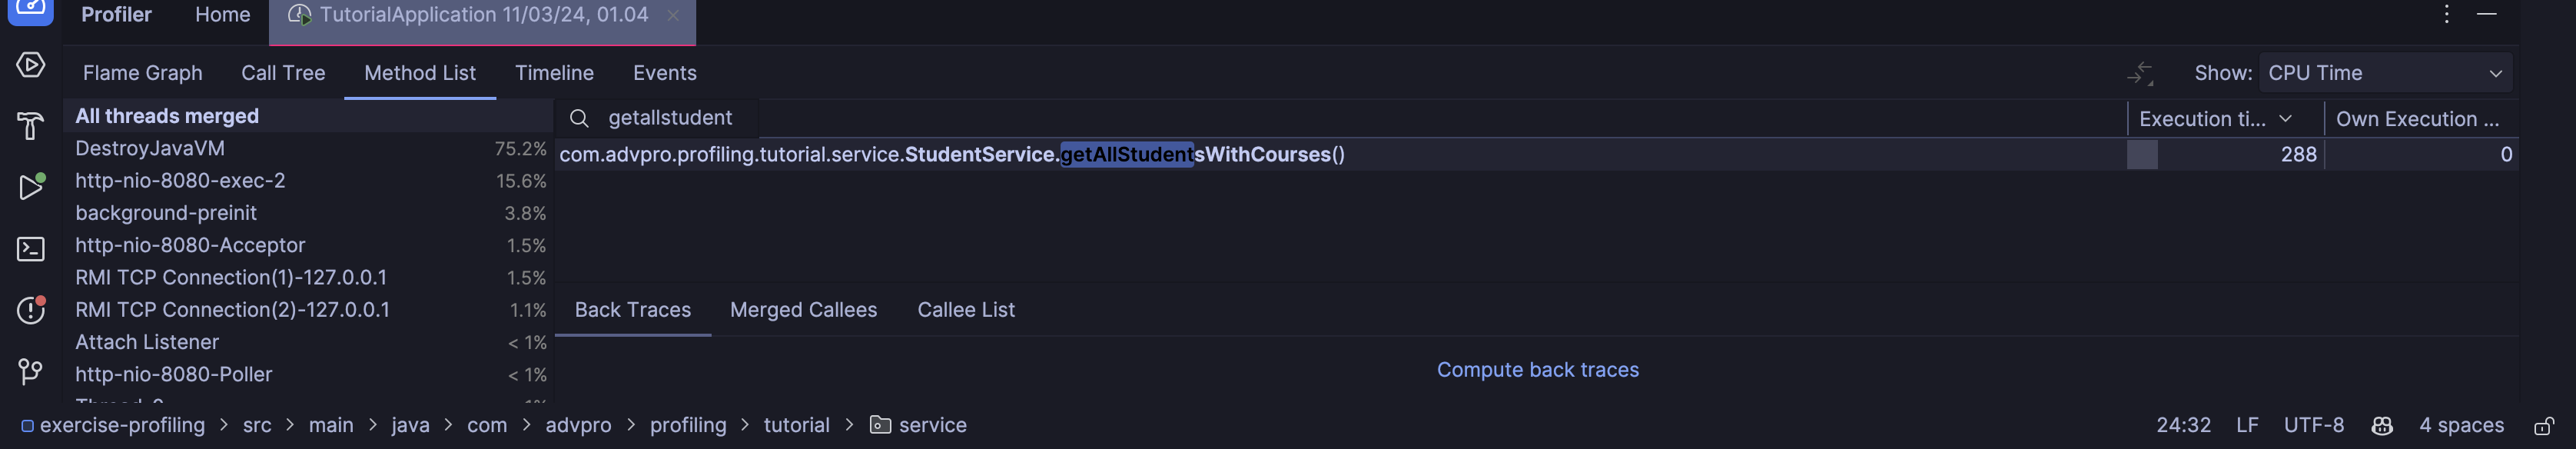 Profiler Home TutorialApplication 11/03/24, 01.04
Flame Graph Call Tree Method List Timeline Events Show: CPU Time
All threads merged
DestroyJavaVM 75.2%
http-nio-8080-exec-2 15.6%
background-preinit 3.8%
http-nio-8080-Acceptor 1.5%
RMI TCP Connection(1)-127.0.0.1 1.5%
RMI TCP Connection(2)-127.0.0.1 1.1%
Attach Listener < 1%
http-nio-8080-Poller < 1%
getallstudent Execution ti... Own Execution ...
com.advpro.profiling.tutorial.service.StudentService.getAllStudentsWithCourses() 288 0
Back Traces Merged Callees Callee List
Compute back traces
exercise-profiling > src > main > java > com > advpro > profiling > tutorial > service 24:32 LF UTF-8 4 spaces